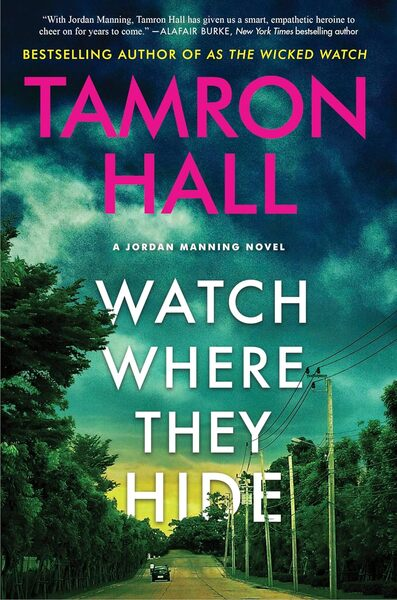 “With Jordan Manning, Tamron Hall has given us a smart, empathetic heroine to
cheer on for years to come.” —ALAFAIR BURKE, New York Times bestselling author
BESTSELLING AUTHOR OF AS THE WICKED WATCH
TAMRON
HALL
A JORDAN MANNING NOVEL
WATCH
WHERE
THEY
HIDE